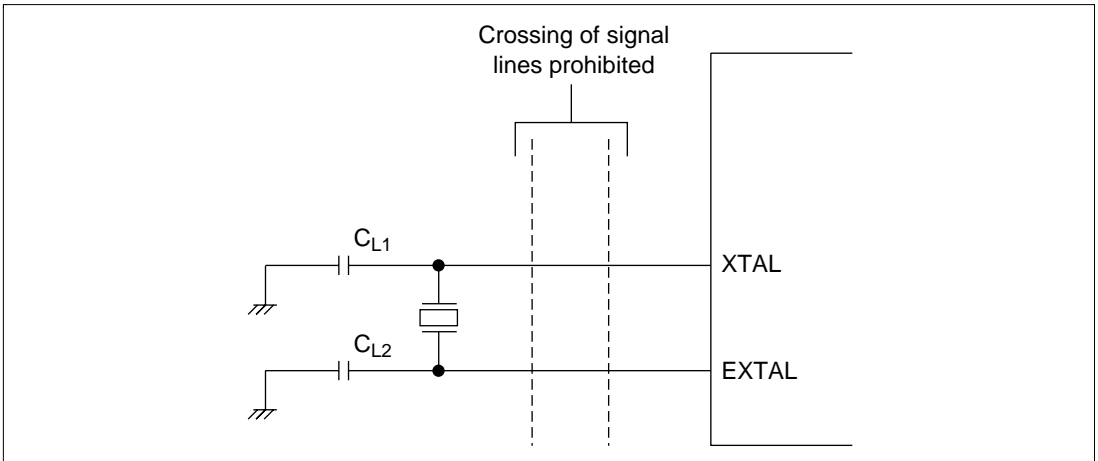 Crossing of signal
lines prohibited
CL1
XTAL
CL2
EXTAL